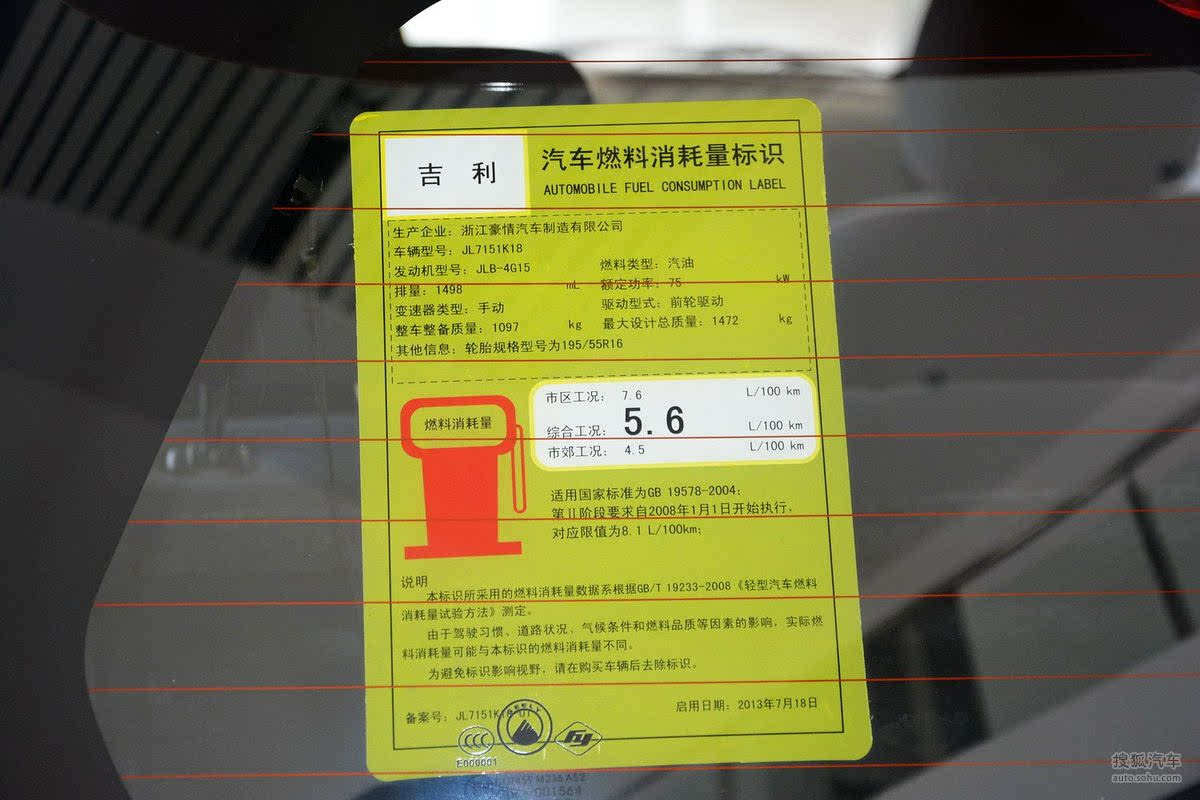 吉利
汽车燃料消耗量标识
AUTOMOBILE FUEL CONSUMPTION LABEL
生产企业: 浙江豪情汽车制造有限公司
车辆型号: JL7151K18
发动机型号: JLB-4G15 燃料类型: 汽油
排量: 1498 mL 额定功率: 75 kW
变速器类型: 手动 驱动型式: 前轮驱动
整车整备质量: 1097 kg 最大设计总质量: 1472 kg
其他信息: 轮胎规格型号为195/55R16
燃料消耗量
市区工况: 7.6 L/100 km
综合工况: 5.6 L/100 km
市郊工况: 4.5 L/100 km
适用国家标准为GB 19578-2004;
第II阶段要求自2008年1月1日开始执行,
对应限值为8.1 L/100km;
说明
本标识所采用的燃料消耗量数据系根据GB/T 19233-2008《轻型汽车燃料
消耗量试验方法》测定。
由于驾驶习惯、道路状况、气候条件和燃料品质等因素的影响,实际燃
料消耗量可能与本标识的燃料消耗量不同。
为避免标识影响视野,请在购买车辆后去除标识。
备案号: JL7151K
启用日期: 2013年7月18日
GEELY
CCC
fy
E000001
M236 AS2
001564
搜狐汽车
auto.sohu.com